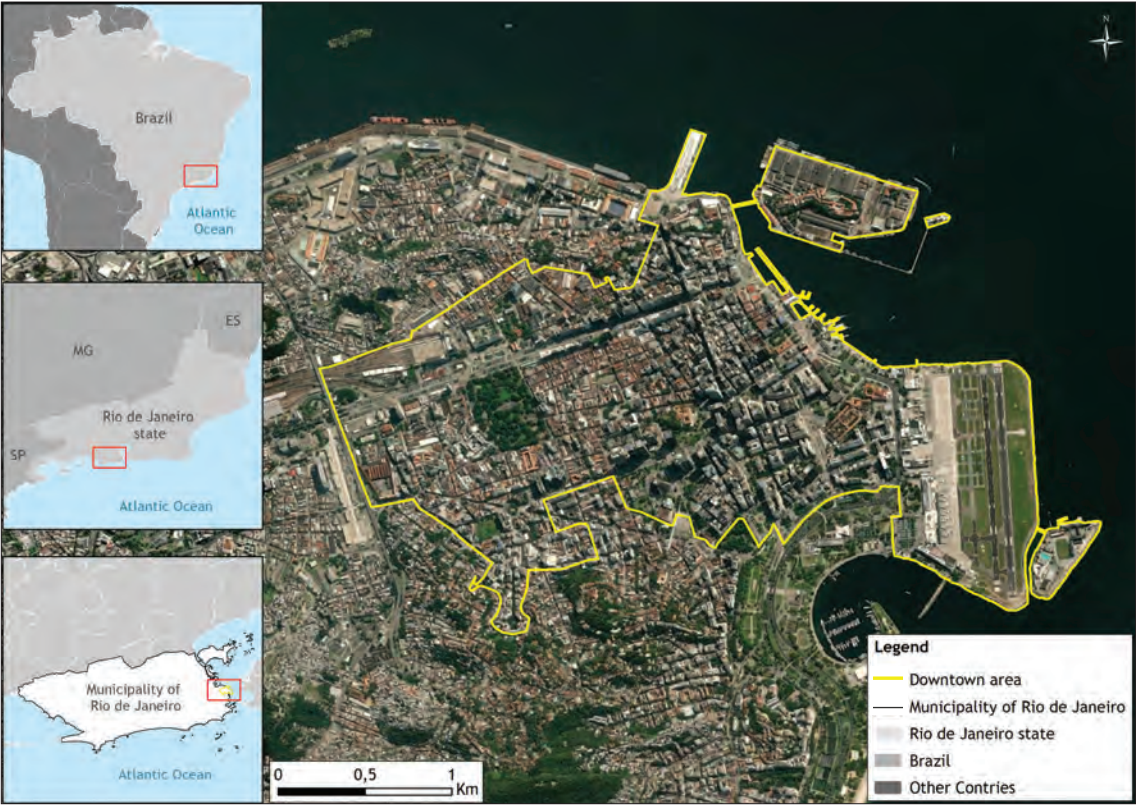 Brazil
Atlantic
Ocean
ES
MG
Rio de Janeiro
state
SP
Atlantic Ocean
Municipality of
Rio de Janeiro
Atlantic Ocean
N
0 0,5 1
Km
Legend
Downtown area
Municipality of Rio de Janeiro
Rio de Janeiro state
Brazil
Other Contries